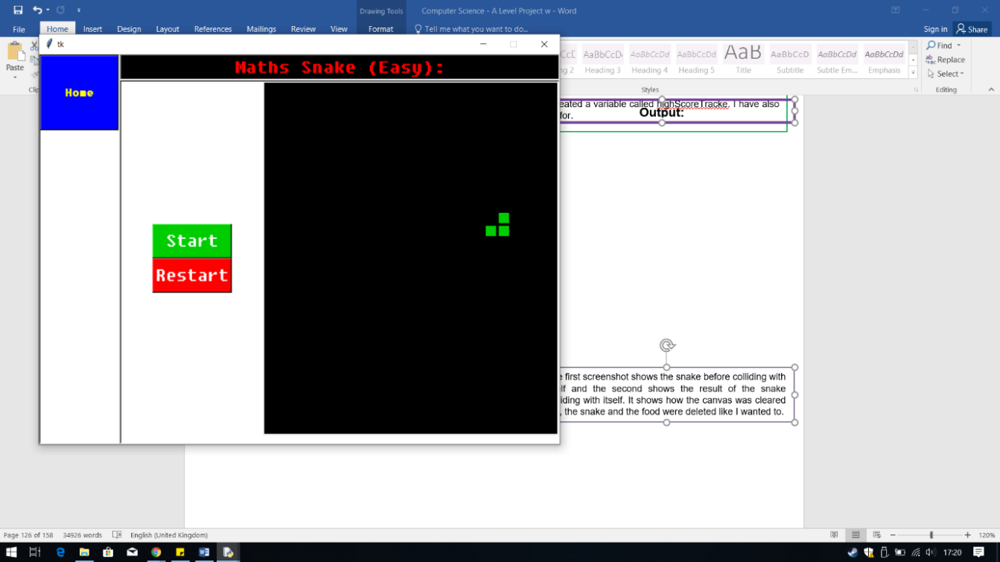 Drawing Tools
Computer Science - A Level Project w - Word
File
Home
Insert
Design
Layout
References
Mailings
Review
View
Format
Tell me what you want to do...
Sign in
Share
Paste
Heading 3
Heading 4
Heading 5
Title
Subtitle
Subtle Em...
Emphasis
AaBbCcDc
AaBbCcDd
AaBbCcDd
AaB
AaBbCcD
AaBbCcDd
AaBbCcDd
Styles
Find
Replace
Select
Editing
tk
Home
Maths Snake (Easy):
Start
Restart
eated a variable called highScoreTracke. I have also
for.
Output:
e first screenshot shows the snake before colliding with
lf and the second shows the result of the snake
iding with itself. It shows how the canvas was cleared
, the snake and the food were deleted like I wanted to.
Page 126 of 158
34926 words
English (United Kingdom)
120%
17:20